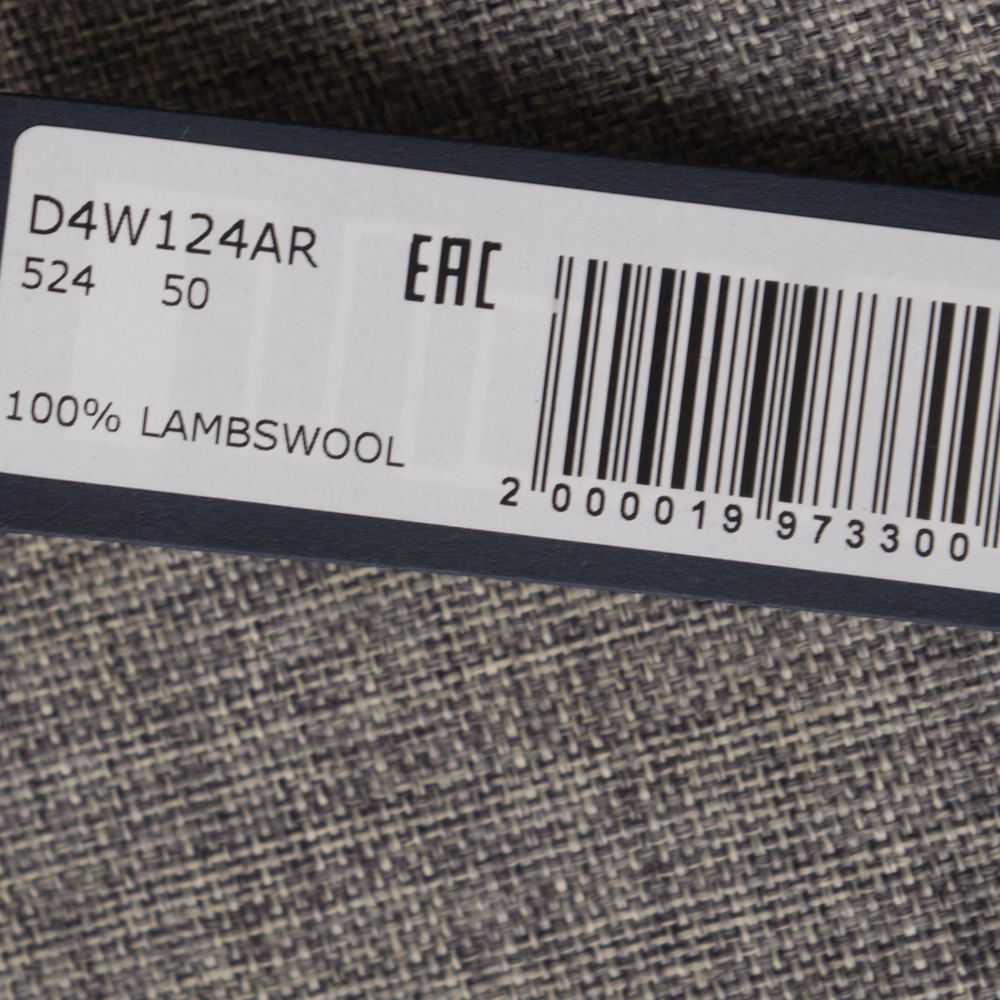 D4W124AR
524 50
EAC
100% LAMBSWOOL
2 000019 973300